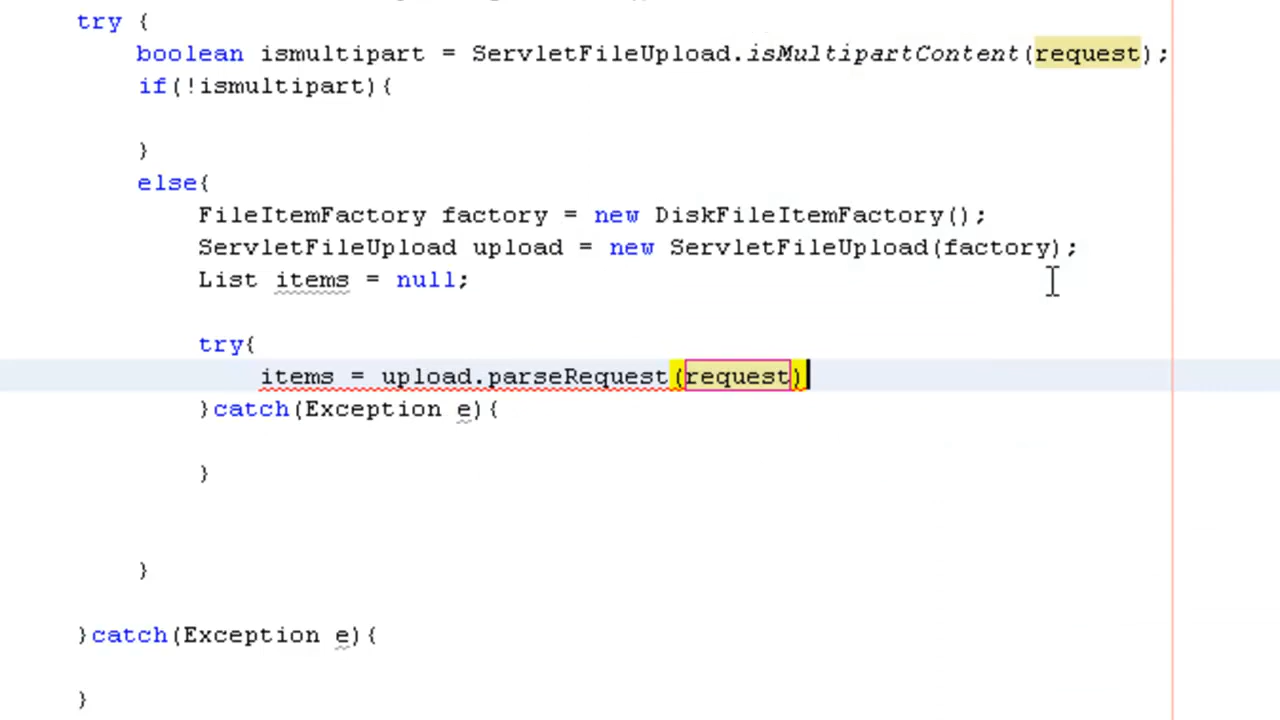 try {
boolean ismultipart = ServletFileUpload.isMultipartContent(request);
if(!ismultipart){
}
else{
FileItemFactory factory = new DiskFileItemFactory();
ServletFileUpload upload = new ServletFileUpload(factory);
List items = null;
try{
items = upload.parseRequest(request)
}catch(Exception e){
}
}
}catch(Exception e){
}